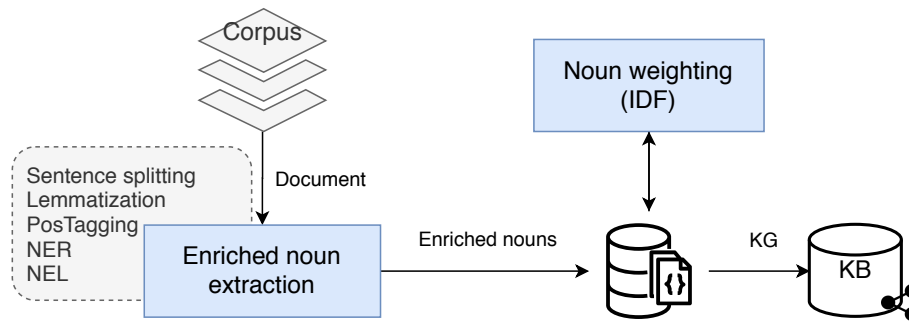 Corpus
Noun weighting
(IDF)
Document
Sentence splitting
Lemmatization
PosTagging
NER
NEL
Enriched noun
extraction
Enriched nouns
{}
KG
KB